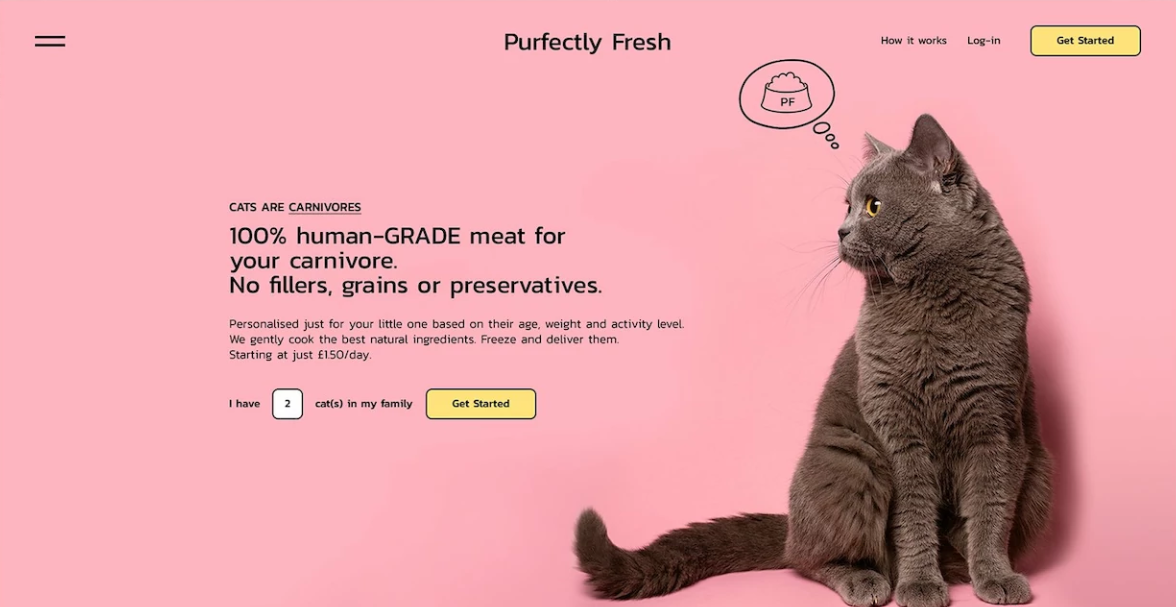 Purfectly Fresh
How it works
Log-in
Get Started
PF
CATS ARE CARNIVORES
100% human-GRADE meat for
your carnivore.
No fillers, grains or preservatives.
Personalised just for your little one based on their age, weight and activity level.
We gently cook the best natural ingredients. Freeze and deliver them.
Starting at just £1.50/day.
I have 2 cat(s) in my family Get Started